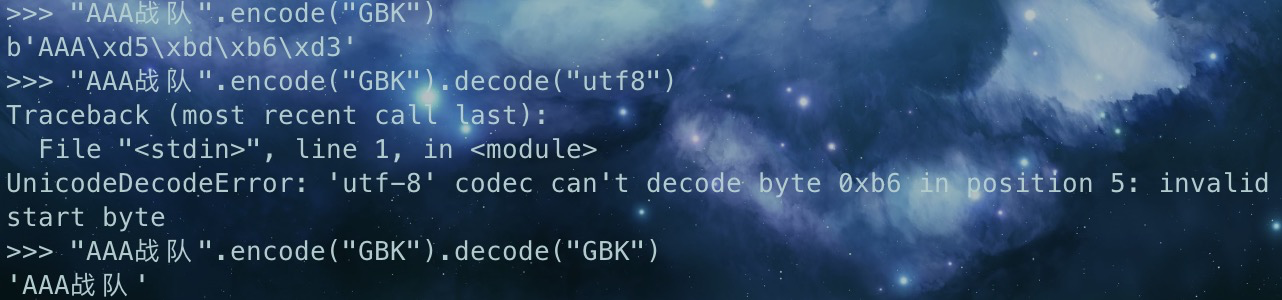 >>> "AAA战队".encode("GBK")
b'AAA\xd5\xbd\xb6\xd3'
>>> "AAA战队".encode("GBK").decode("utf8")
Traceback (most recent call last):
  File "<stdin>", line 1, in <module>
UnicodeDecodeError: 'utf-8' codec can't decode byte 0xb6 in position 5: invalid
start byte
>>> "AAA战队".encode("GBK").decode("GBK")
'AAA战队'